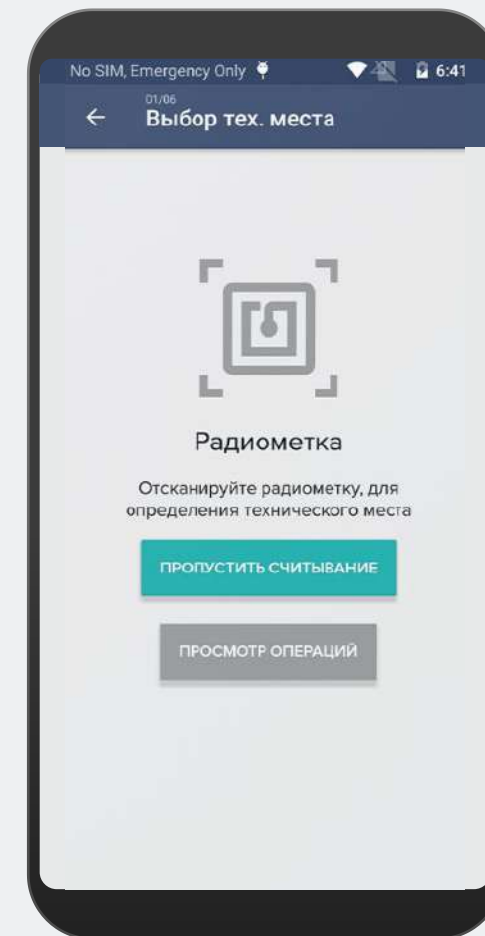 No SIM, Emergency Only 6:41
01/06
Выбор тех. места
Радиометка
Отсканируйте радиометку, для
определения технического места
ПРОПУСТИТЬ СЧИТЫВАНИЕ
ПРОСМОТР ОПЕРАЦИЙ